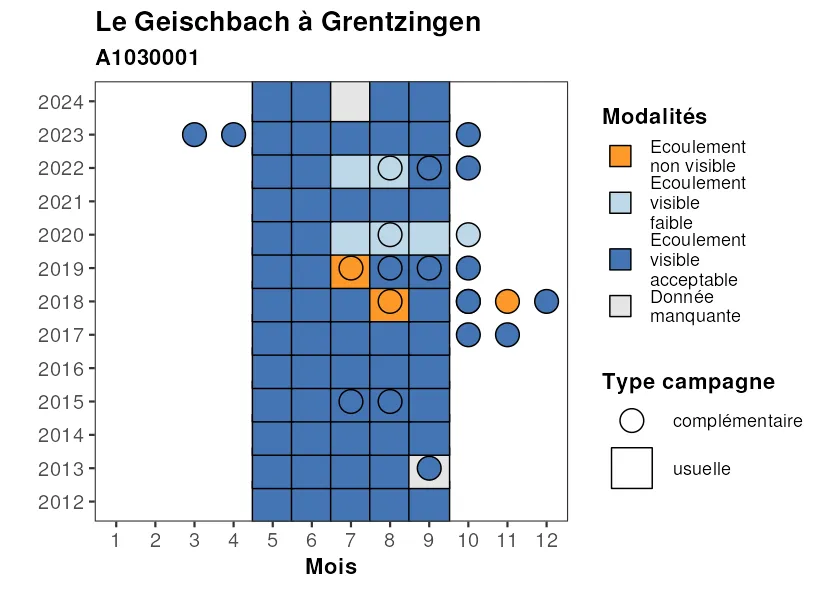 Le Geischbach à Grentzingen
A1030001
2024
2023
2022
2021
2020
2019
2018
2017
2016
2015
2014
2013
2012
1 2 3 4 5 6 7 8 9 10 11 12
Mois
Modalités
Ecoulement
non visible
Ecoulement
visible
faible
Ecoulement
visible
acceptable
Donnée
manquante
Type campagne
complémentaire
usuelle